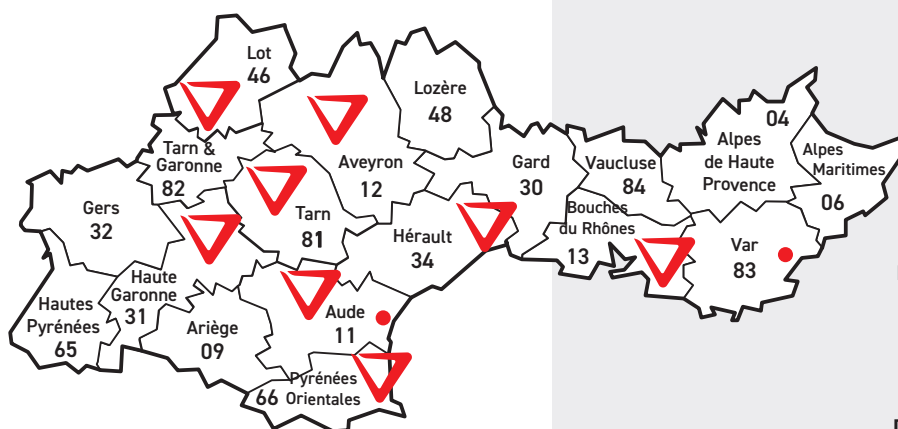 Lot
46
Lozère
48
Aveyron
12
Tarn &
Garonne
82
Gers
32
Tarn
81
Hérault
34
Gard
30
Haute
Garonne
31
Hautes
Pyrénées
65
Ariège
09
Aude
11
66 Pyrénées
Orientales
Vaucluse
84
Bouches
du Rhônes
13
04
Alpes
de Haute
Provence
Alpes
Maritimes
06
Var
83